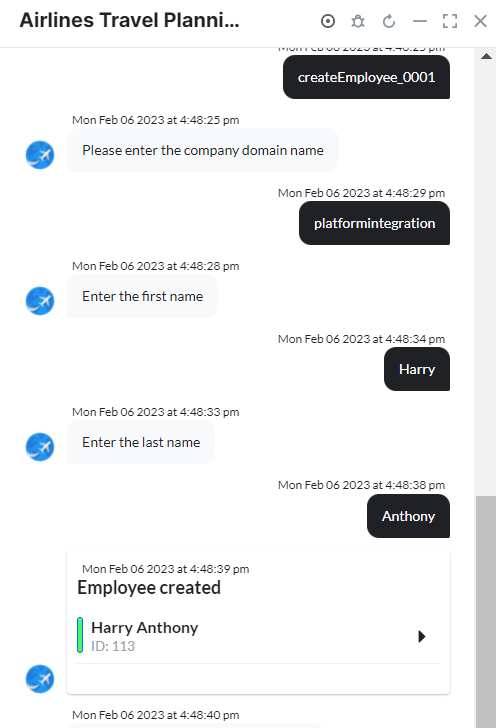 Airlines Travel Planni...
Mon Feb 06 2023 at 4:48:25 pm
createEmployee_0001
Mon Feb 06 2023 at 4:48:25 pm
Please enter the company domain name
Mon Feb 06 2023 at 4:48:29 pm
platformintegration
Mon Feb 06 2023 at 4:48:28 pm
Enter the first name
Mon Feb 06 2023 at 4:48:34 pm
Harry
Mon Feb 06 2023 at 4:48:33 pm
Enter the last name
Mon Feb 06 2023 at 4:48:38 pm
Anthony
Mon Feb 06 2023 at 4:48:39 pm
Employee created
Harry Anthony
ID: 113
Mon Feb 06 2023 at 4:48:40 pm